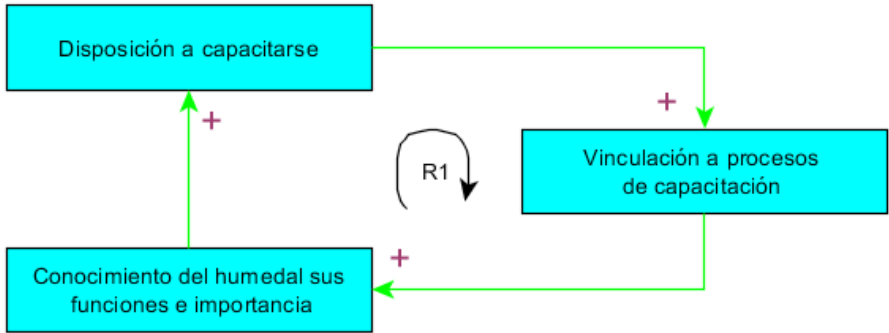 Disposición a capacitarse
+
+
Vinculación a procesos
de capacitación
R1
+
Conocimiento del humedal sus
funciones e importancia